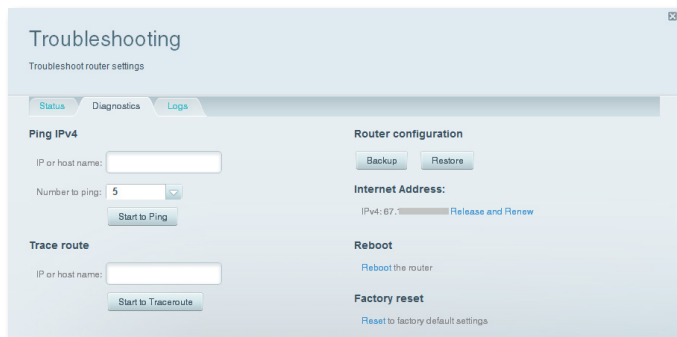 Troubleshooting
Troubleshoot router settings
Status Diagnostics Logs
Ping IPv4
IP or host name:
Number to ping: 5
Start to Ping
Trace route
IP or host name:
Start to Traceroute
Router configuration
Backup Restore
Internet Address:
IPv4: 67. Release and Renew
Reboot
Reboot the router
Factory reset
Reset to factory default settings